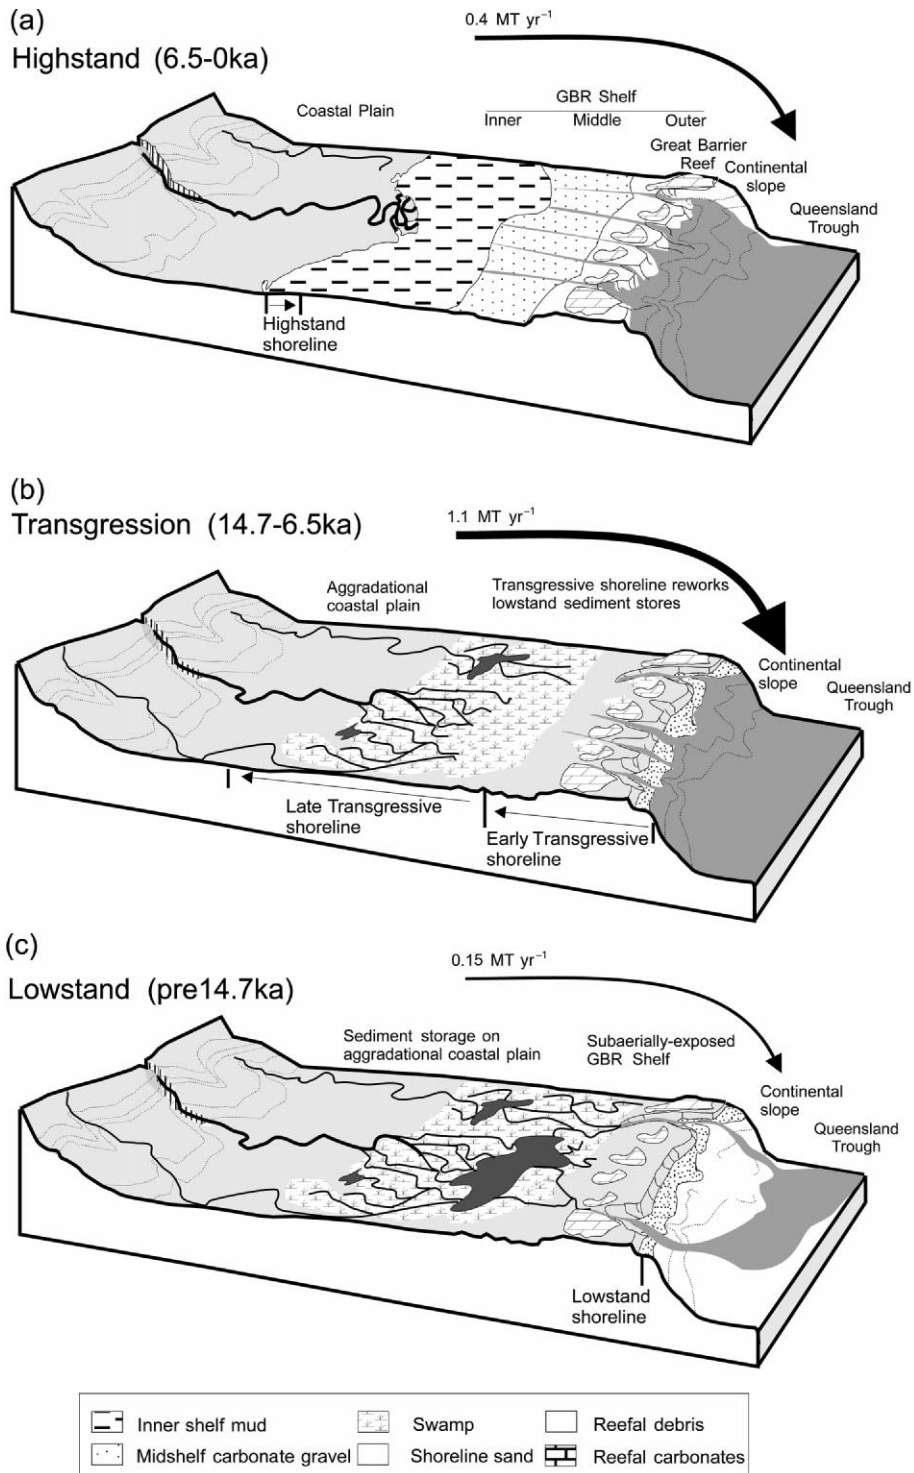 (a)
Highstand (6.5-0ka)
0.4 MT yr⁻¹
Coastal Plain
GBR Shelf
Inner Middle Outer
Great Barrier
Reef
Continental
slope
Queensland
Trough
Highstand
shoreline
(b)
Transgression (14.7-6.5ka)
1.1 MT yr⁻¹
Aggradational
coastal plain
Transgressive shoreline reworks
lowstand sediment stores
Continental
slope
Queensland
Trough
Late Transgressive
shoreline
Early Transgressive
shoreline
(c)
Lowstand (pre14.7ka)
0.15 MT yr⁻¹
Sediment storage on
aggradational coastal plain
Subaerially-exposed
GBR Shelf
Continental
slope
Queensland
Trough
Lowstand
shoreline
Inner shelf mud Swamp Reefal debris
Midshelf carbonate gravel Shoreline sand Reefal carbonates